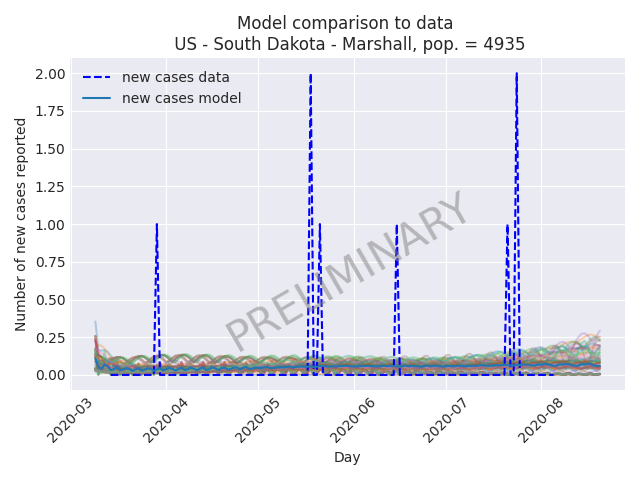 Model comparison to data
US - South Dakota - Marshall, pop. = 4935
new cases data
new cases model
PRELIMINARY
Number of new cases reported
2.00
1.75
1.50
1.25
1.00
0.75
0.50
0.25
0.00
2020-03
2020-04
2020-05
2020-06
2020-07
2020-08
Day